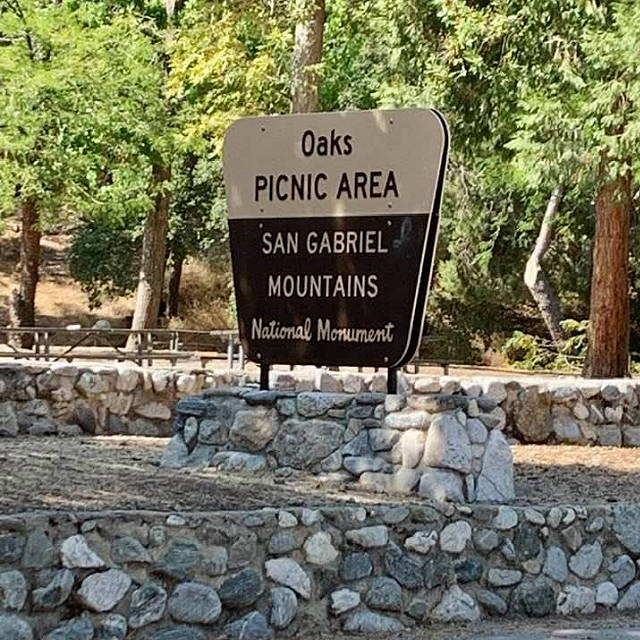 Oaks
PICNIC AREA
SAN GABRIEL
MOUNTAINS
National Monument